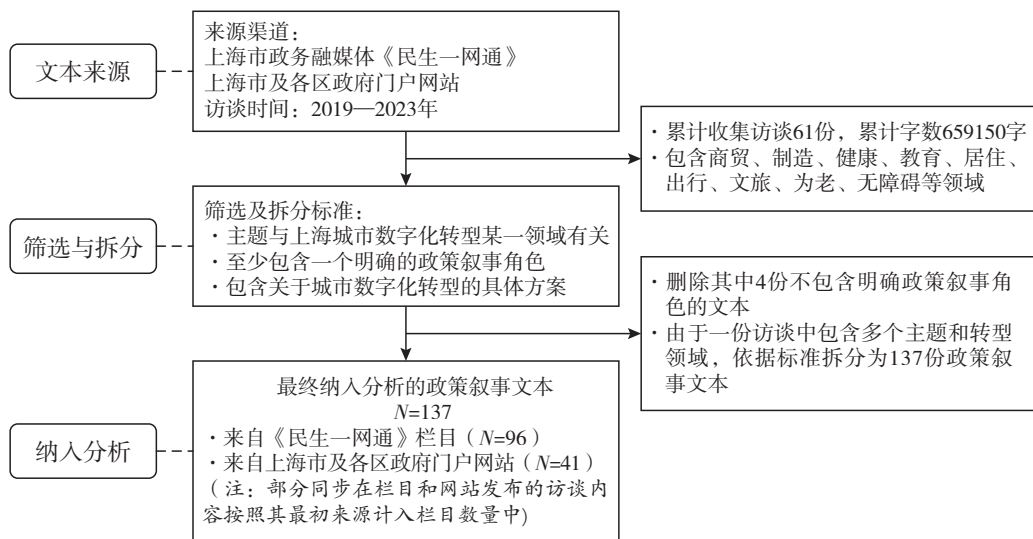 文本来源
来源渠道：
上海市政务融媒体《民生一网通》
上海市及各区政府门户网站
访谈时间：2019—2023年
· 累计收集访谈61份，累计字数659150字
· 包含商贸、制造、健康、教育、居住、
出行、文旅、为老、无障碍等领域
筛选与拆分
筛选及拆分标准：
· 主题与上海城市数字化转型某一领域有关
· 至少包含一个明确的政策叙事角色
· 包含关于城市数字化转型的具体方案
· 删除其中4份不包含明确政策叙事角
色的文本
· 由于一份访谈中包含多个主题和转型
领域，依据标准拆分为137份政策叙
事文本
纳入分析
最终纳入分析的政策叙事文本
N=137
· 来自《民生一网通》栏目（N=96）
· 来自上海市及各区政府门户网站（N=41）
（注：部分同步在栏目和网站发布的访谈内
容按照其最初来源计入栏目数量中)